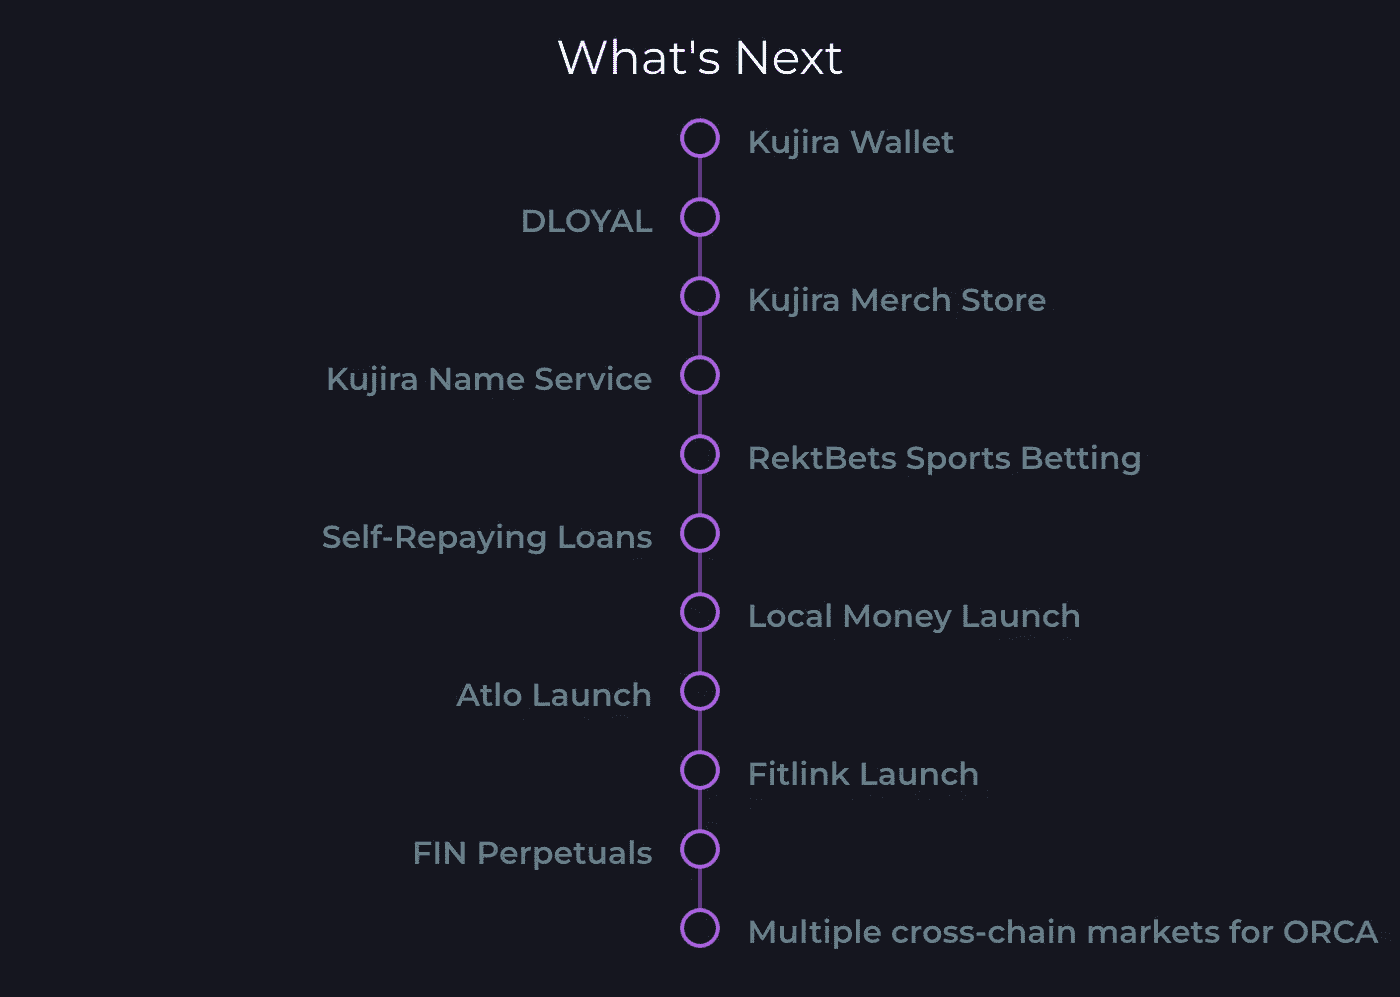 What's Next
Kujira Wallet
DLOYAL
Kujira Merch Store
Kujira Name Service
RektBets Sports Betting
Self-Repaying Loans
Local Money Launch
Atlo Launch
Fitlink Launch
FIN Perpetuals
Multiple cross-chain markets for ORCA